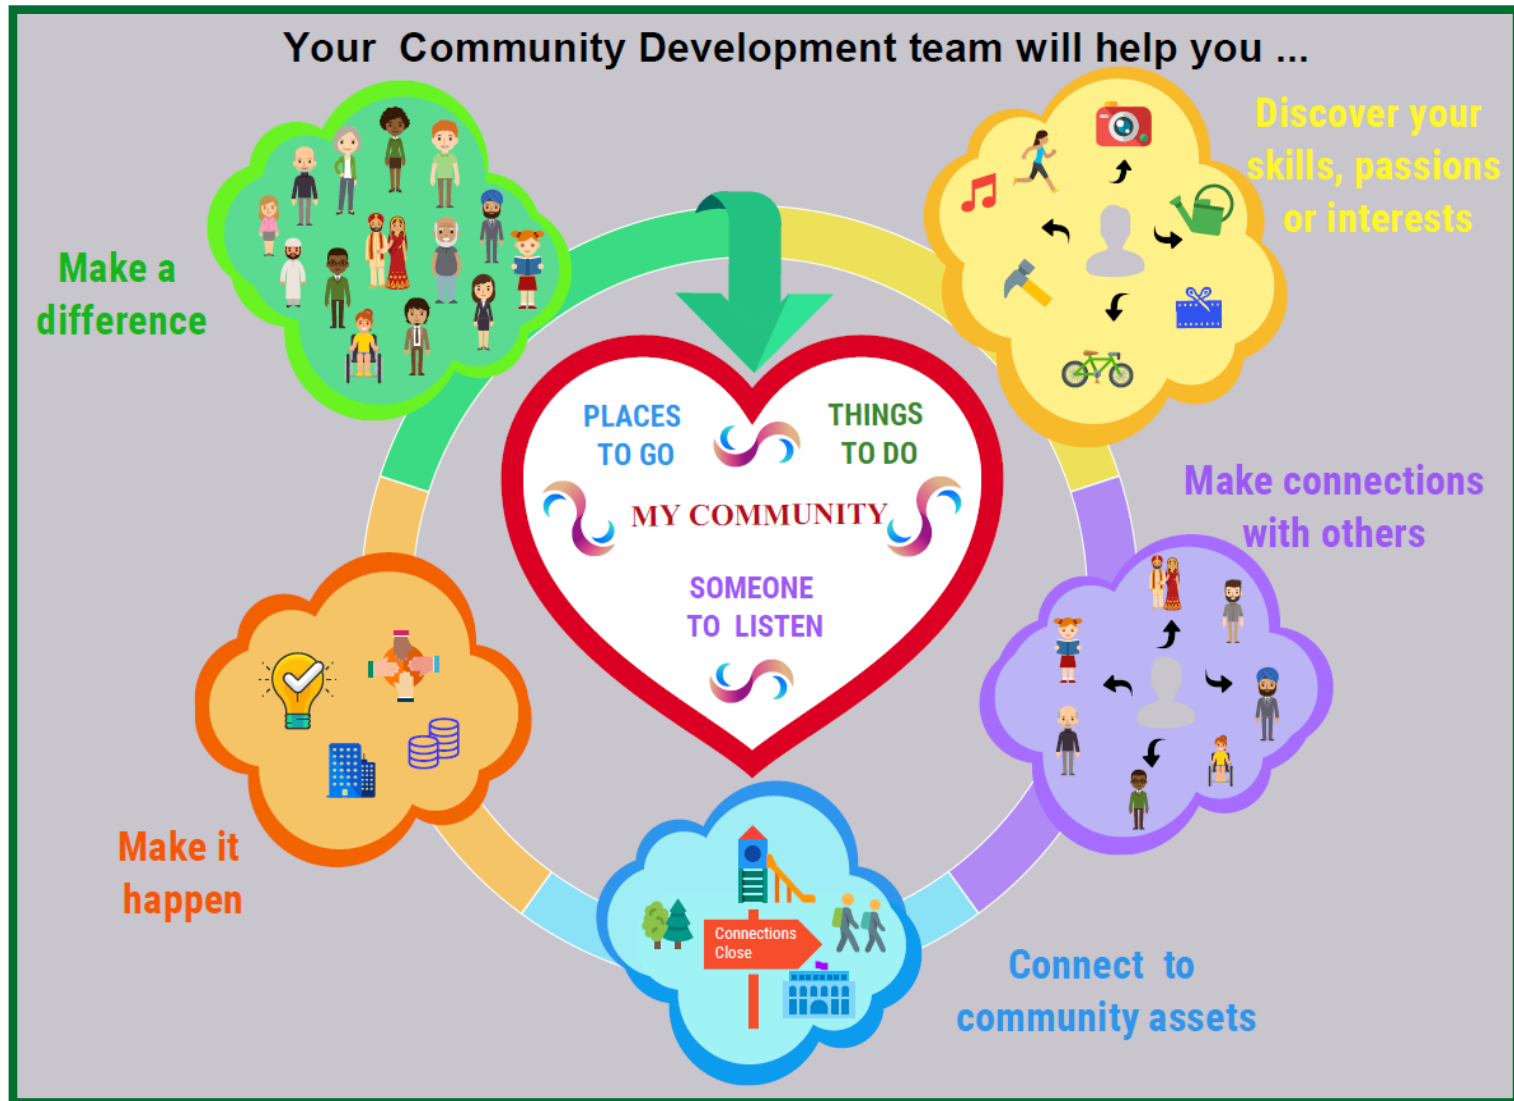 Your Community Development team will help you ...
Discover your
skills, passions
or interests
Make a
difference
PLACES
TO GO
THINGS
TO DO
MY COMMUNITY
SOMEONE
TO LISTEN
Make connections
with others
Make it
happen
Connections
Close
Connect to
community assets